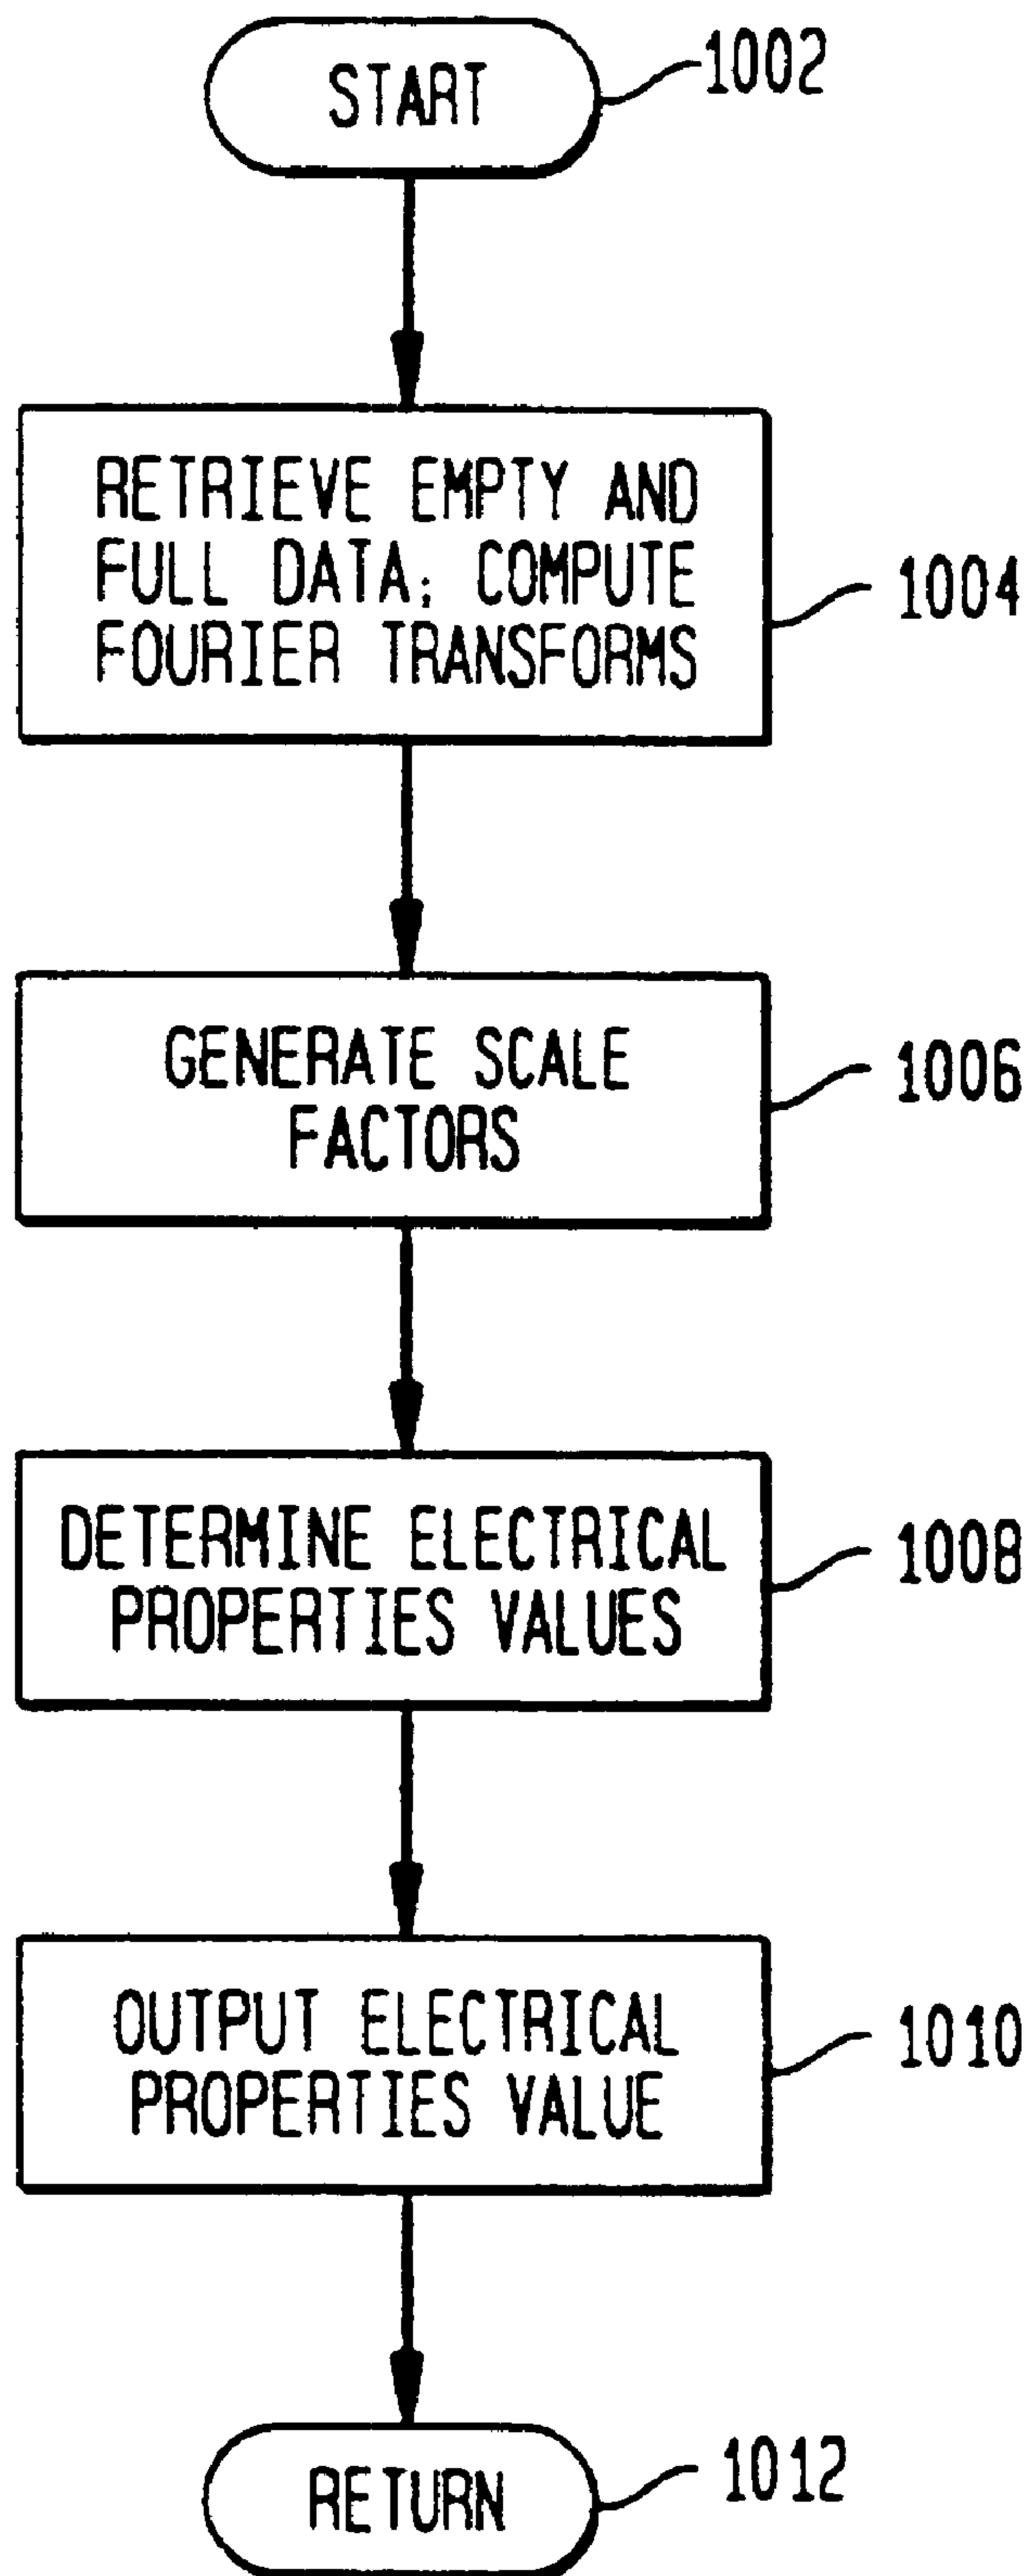 START
1002
RETRIEVE EMPTY AND
FULL DATA; COMPUTE
FOURIER TRANSFORMS
1004
GENERATE SCALE
FACTORS
1006
DETERMINE ELECTRICAL
PROPERTIES VALUES
1008
OUTPUT ELECTRICAL
PROPERTIES VALUE
1010
RETURN
1012